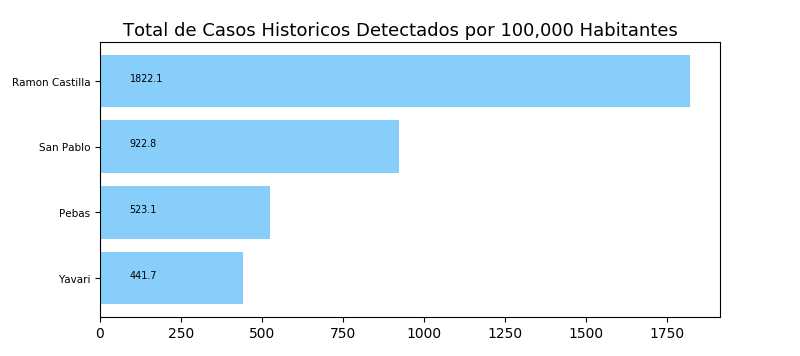 Total de Casos Historicos Detectados por 100,000 Habitantes
Ramon Castilla 1822.1
San Pablo 922.8
Pebas 523.1
Yavari 441.7
0 250 500 750 1000 1250 1500 1750